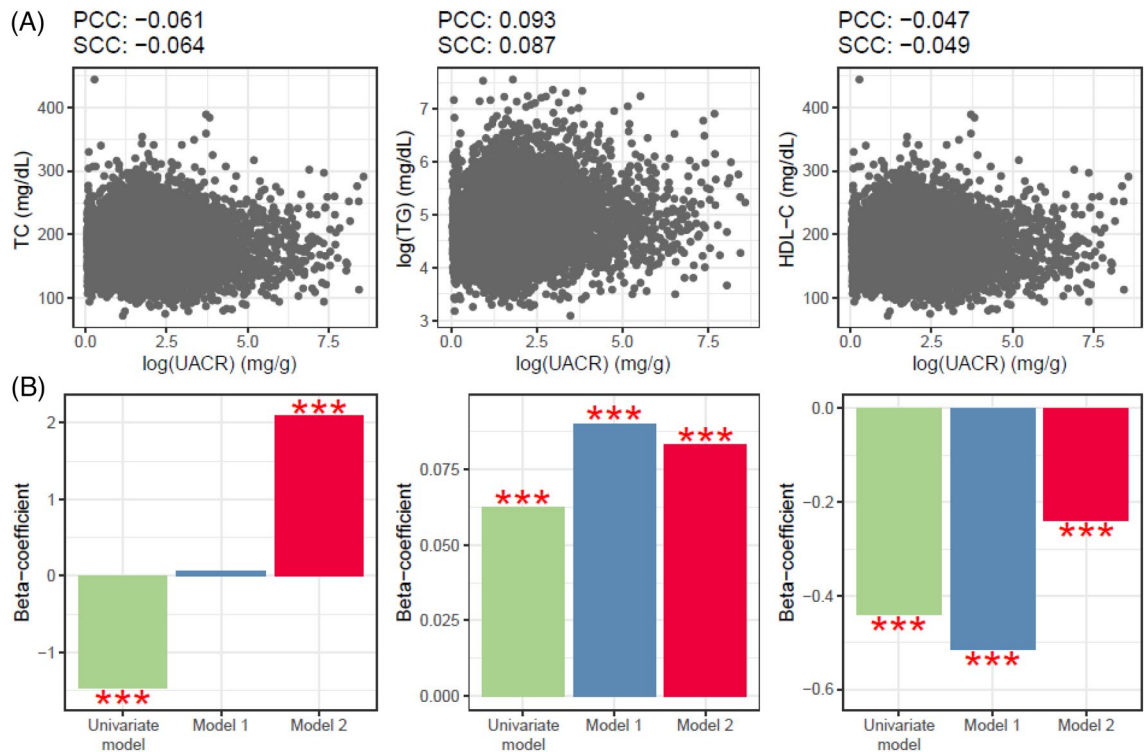 (A)
PCC: −0.061
SCC: −0.064
PCC: 0.093
SCC: 0.087
PCC: −0.047
SCC: −0.049
TC (mg/dL)
400
300
200
100
0.0 2.5 5.0 7.5
log(UACR) (mg/g)
log(TG) (mg/dL)
7
6
5
4
3
0.0 2.5 5.0 7.5
log(UACR) (mg/g)
HDL−C (mg/dL)
400
300
200
100
0.0 2.5 5.0 7.5
log(UACR) (mg/g)
(B)
Beta−coefficient
2
1
0
−1
***
***
Univariate model Model 1 Model 2
Beta−coefficient
0.075
0.050
0.025
0.000
***
***
***
Univariate model Model 1 Model 2
Beta−coefficient
0.0
−0.2
−0.4
−0.6
***
***
***
Univariate model Model 1 Model 2